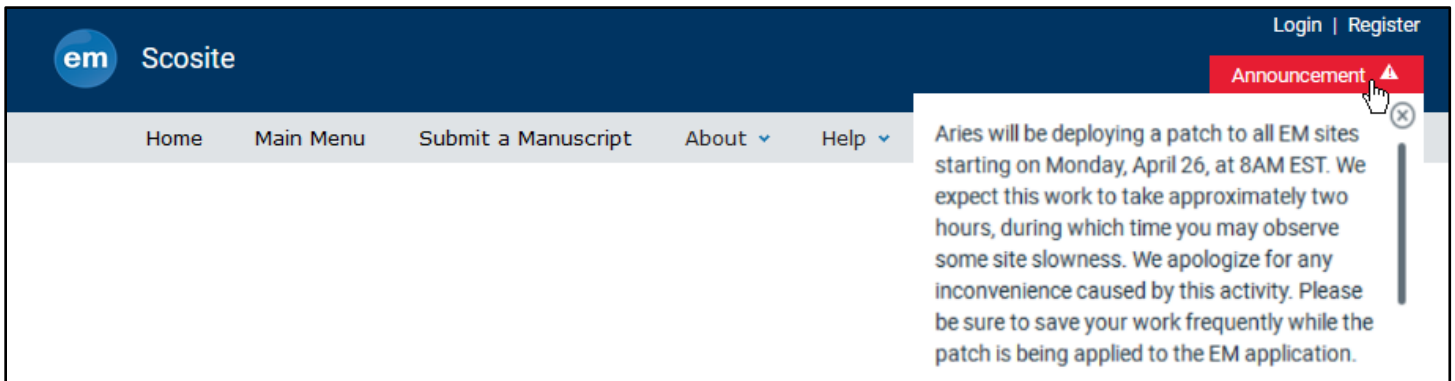 Login | Register
em Scosite
Announcement
Home Main Menu Submit a Manuscript About Help
Aries will be deploying a patch to all EM sites
starting on Monday, April 26, at 8AM EST. We
expect this work to take approximately two
hours, during which time you may observe
some site slowness. We apologize for any
inconvenience caused by this activity. Please
be sure to save your work frequently while the
patch is being applied to the EM application.